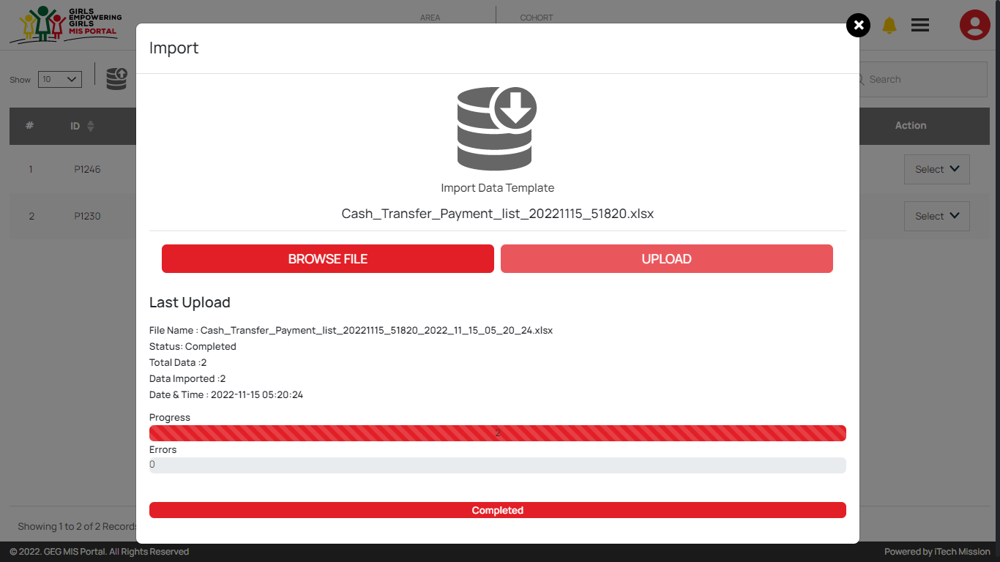 GIRLS
EMPOWERING
GIRLS
MIS PORTAL
AREA
COHORT
Import
Show
10
Search
Import Data Template
Cash_Transfer_Payment_list_20221115_51820.xlsx
BROWSE FILE
UPLOAD
# ID Action
1 P1246 Select
2 P1230 Select
Last Upload
File Name : Cash_Transfer_Payment_list_20221115_51820_2022_11_15_05_20_24.xlsx
Status: Completed
Total Data :2
Data Imported :2
Date & Time : 2022-11-15 05:20:24
Progress
2
Errors
0
Completed
Showing 1 to 2 of 2 Records
© 2022. GEG MIS Portal. All Rights Reserved
Powered by iTech Mission